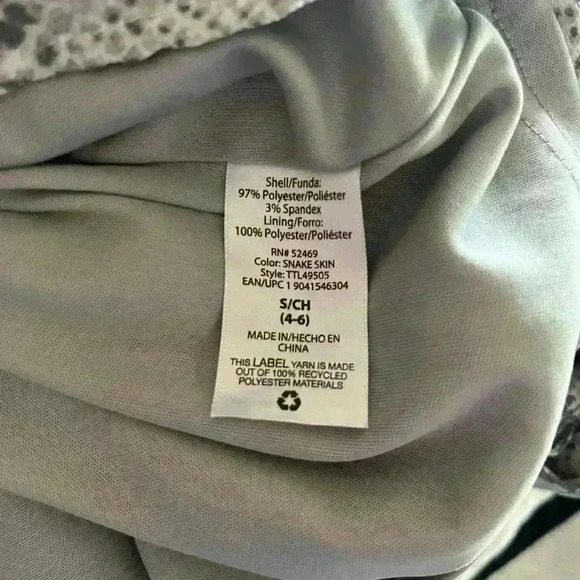 Shell/Funda:
97% Polyester/Poliéster
3% Spandex
Lining/Forro:
100% Polyester/Poliéster
RN# 52469
Color: SNAKE SKIN
Style: TTL49505
EAN/UPC 1 9041546304
S/CH
(4-6)
MADE IN/HECHO EN
CHINA
THIS LABEL YARN IS MADE
OUT OF 100% RECYCLED
POLYESTER MATERIALS